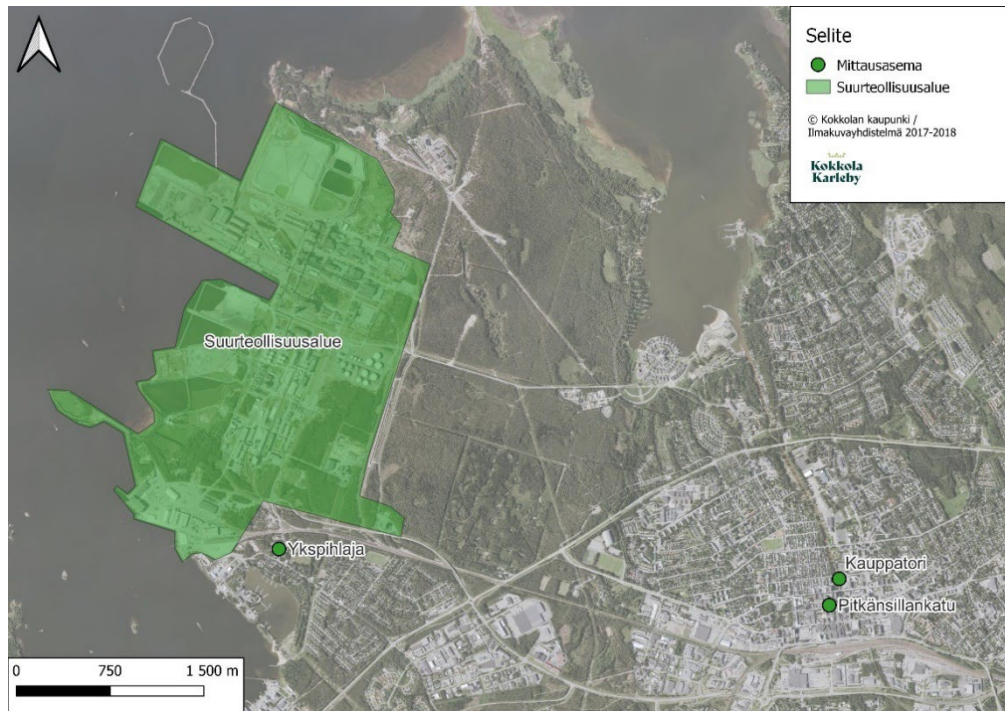 Selite
Mittausasema
Suurteollisuusalue
© Kokkolan kaupunki /
Ilmakuvayhdistelmä 2017-2018
Kokkola
Karleby
Suurteollisuusalue
Ykspihlaja
Kauppatori
Pitkänsillankatu
0 750 1 500 m